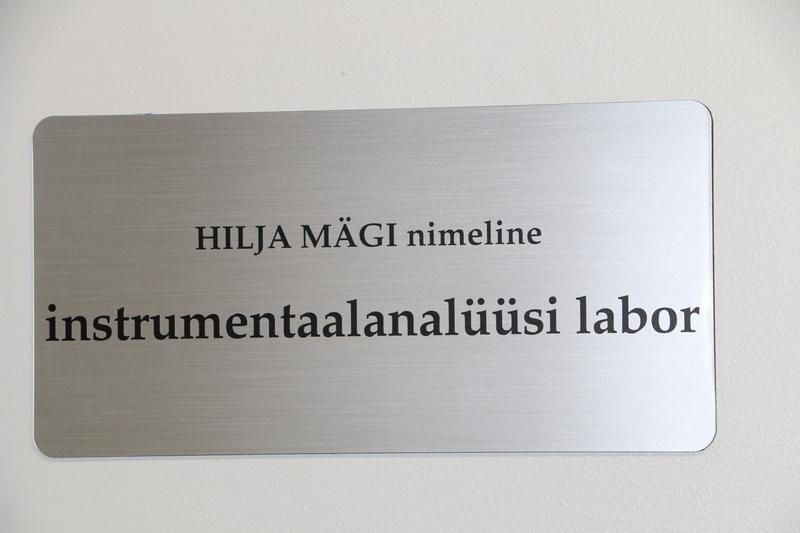 HILJA MÄGI nimeline
instrumentaalanalüüsi labor